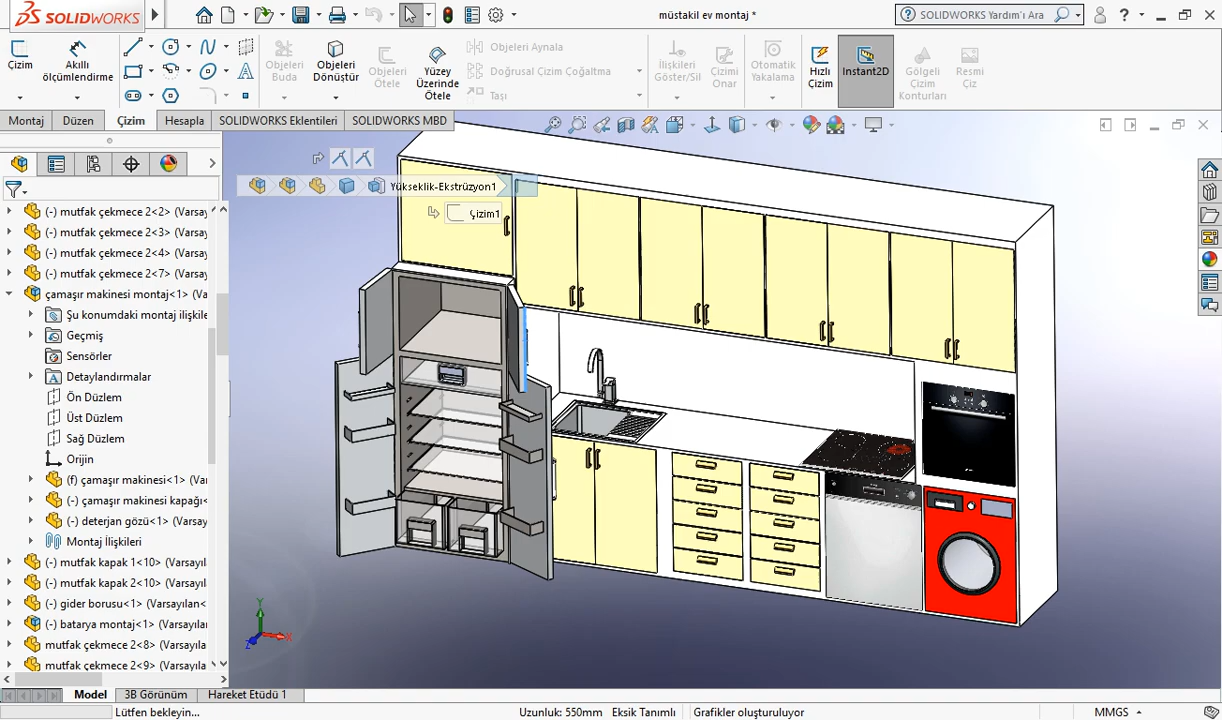 SOLIDWORKS
müstakil ev montaj *
SOLIDWORKS Yardım'ı Ara
Çizim
Akıllı ölçümlendirme
Objeleri Buda
Objeleri Dönüştür
Objeleri Ötele
Yüzey Üzerinde Ötele
Objeleri Aynala
Doğrusal Çizim Çoğaltma
Taşı
İlişkileri Göster/Sil
Çizimi Onar
Otomatik Yakalama
Hızlı Çizim
Instant2D
Gölgeli Çizim Konturları
Resmi Çiz
Montaj
Düzen
Çizim
Hesapla
SOLIDWORKS Eklentileri
SOLIDWORKS MBD
Yükseklik-Ekstrüzyon1
Çizim1
(-) mutfak çekmece 2<2> (Varsay
(-) mutfak çekmece 2<3> (Varsay
(-) mutfak çekmece 2<4> (Varsay
(-) mutfak çekmece 2<7> (Varsay
çamaşır makinesi montaj<1> (Va
Şu konumdaki montaj ilişkile
Geçmiş
Sensörler
Detaylandırmalar
Ön Düzlem
Üst Düzlem
Sağ Düzlem
Orijin
(f) çamaşır makinesi<1> (Va
(-) çamaşır makinesi kapağı<
(-) deterjan gözü<1> (Varsa
Montaj İlişkileri
(-) mutfak kapak 1<10> (Varsayıl
(-) mutfak kapak 2<10> (Varsayıl
(-) gider borusu<1> (Varsayılan<
(-) batarya montaj<1> (Varsayılan
mutfak çekmece 2<8> (Varsayıla
mutfak çekmece 2<9> (Varsayıla
Y
X
Z
Model
3B Görünüm
Hareket Etüdü 1
Lütfen bekleyin...
Uzunluk: 550mm
Eksik Tanımlı
Grafikler oluşturuluyor
MMGS